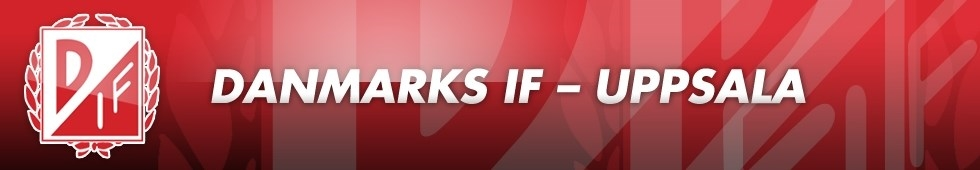 DIF
DANMARKS IF – UPPSALA